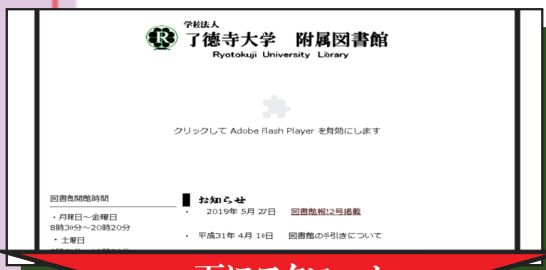 学校法人
R 了德寺大学 附属図書館
Ryotokuji University Library
クリックして Adobe Flash Player を有効にします
図書館開館時間
・月曜日～金曜日
8時30分～20時20分
・土曜日
お知らせ
・ 2019年 5月 27日 図書館報22号掲載
・ 平成31年 4月 10日 図書館の手引きについて